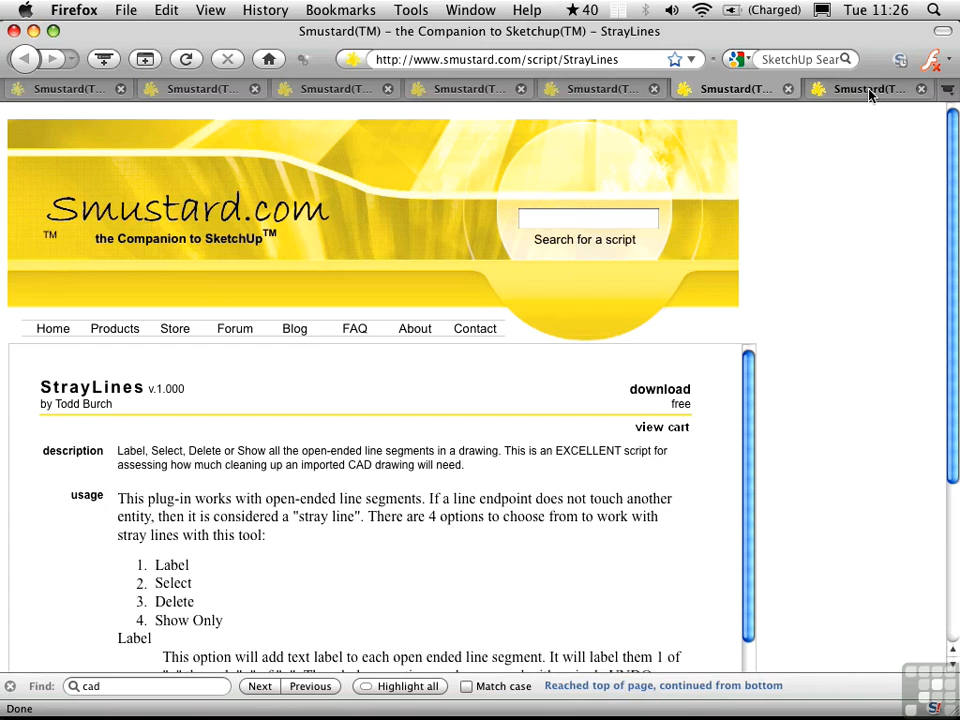 Firefox File Edit View History Bookmarks Tools Window Help ★40 (Charged) Tue 11:26
Smustard(TM) – the Companion to Sketchup(TM) – StrayLines
http://www.smustard.com/script/StrayLines SketchUp Sear
Smustard(T... Smustard(T... Smustard(T... Smustard(T... Smustard(T... Smustard(T... Smustard(T...
Smustard.com
TM the Companion to SketchUp™
Search for a script
Home Products Store Forum Blog FAQ About Contact
StrayLines v.1.000 download
by Todd Burch free
view cart
description Label, Select, Delete or Show all the open-ended line segments in a drawing. This is an EXCELLENT script for
assessing how much cleaning up an imported CAD drawing will need.
usage This plug-in works with open-ended line segments. If a line endpoint does not touch another
entity, then it is considered a "stray line". There are 4 options to choose from to work with
stray lines with this tool:
1. Label
2. Select
3. Delete
4. Show Only
Label
This option will add text label to each open ended line segment. It will label them 1 of
Find: cad Next Previous Highlight all Match case Reached top of page, continued from bottom
Done